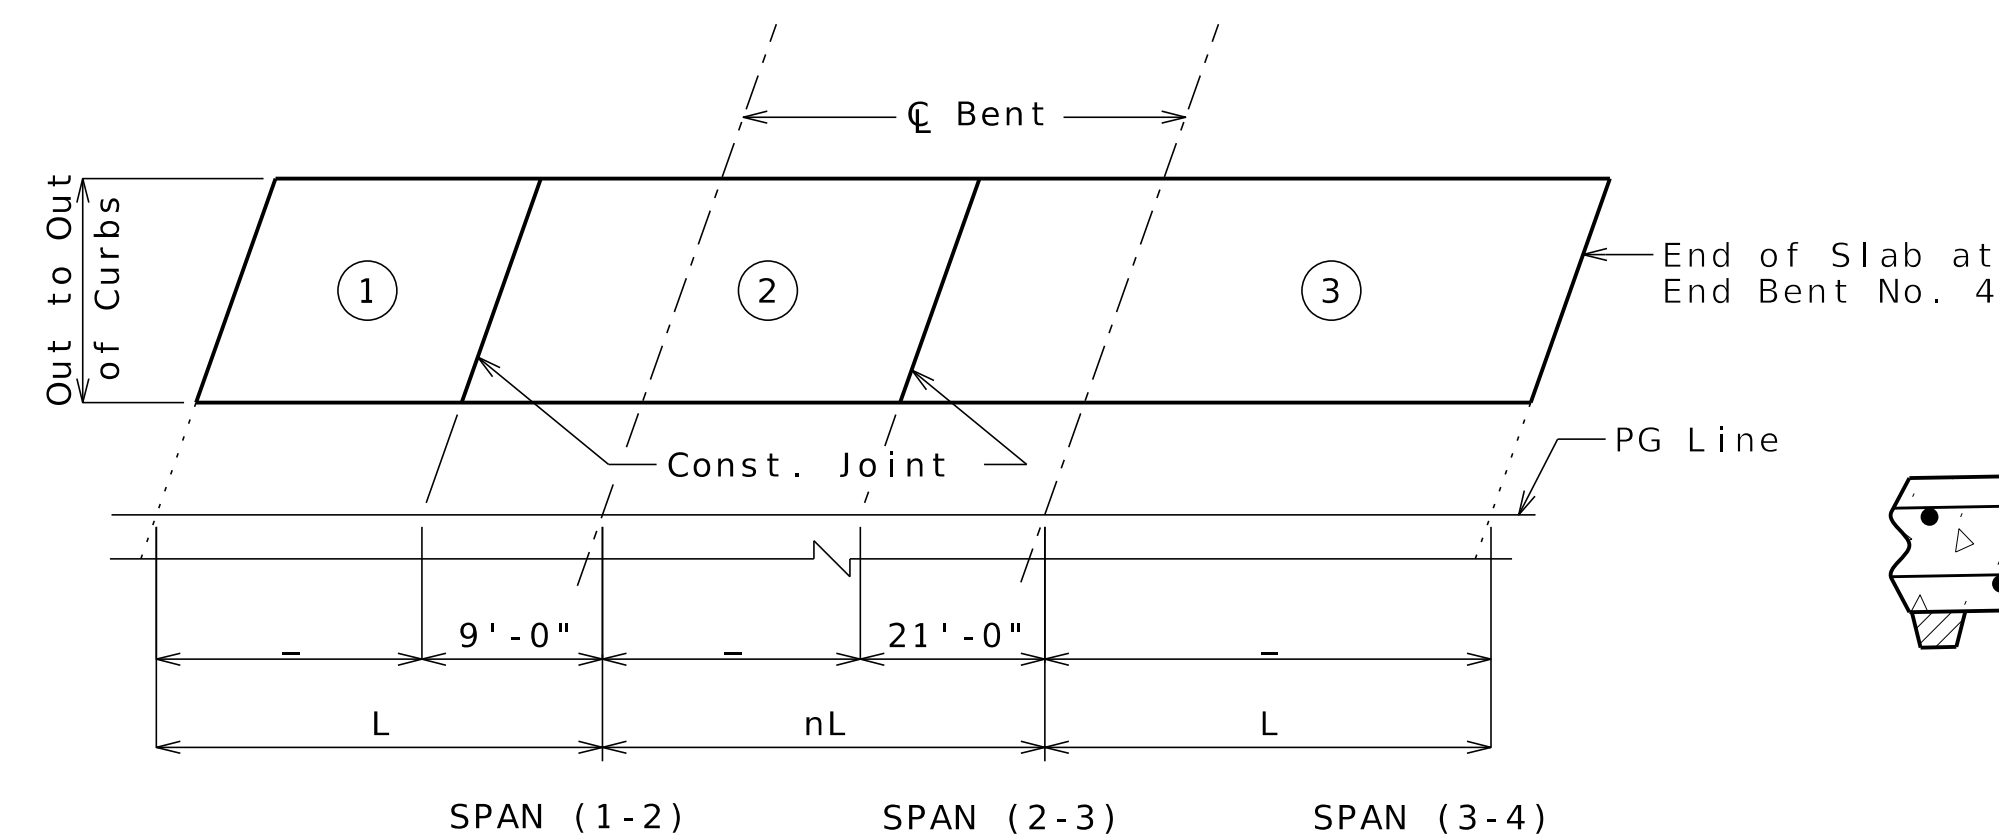 ℄ Bent
Out to Out
of Curbs
1
2
3
End of Slab at
End Bent No. 4
Const. Joint
PG Line
9'-0"
21'-0"
_
_
_
L
nL
L
SPAN (1-2)
SPAN (2-3)
SPAN (3-4)